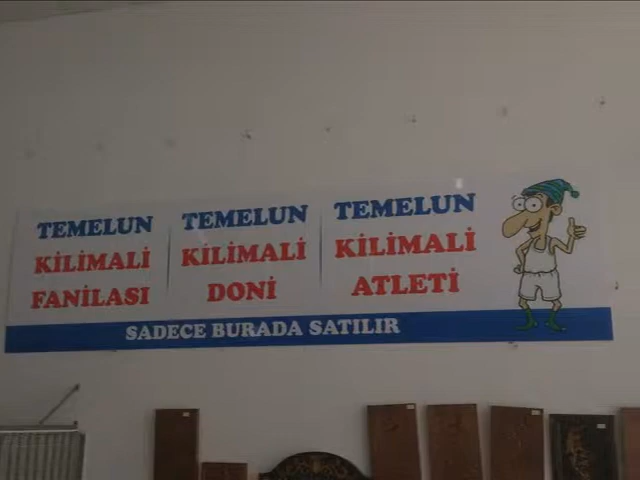 TEMELUN
KİLİMALİ
FANİLASI
TEMELUN
KİLİMALİ
DONİ
TEMELUN
KİLİMALİ
ATLETİ
SADECE BURADA SATILIR